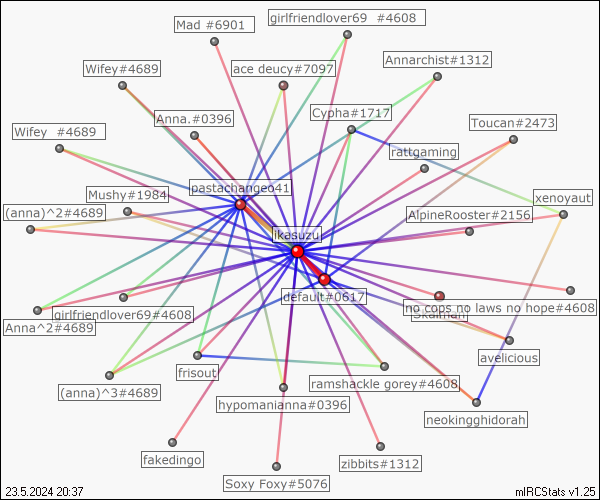 Mad #6901
girlfriendlover69 #4608
Annarchist#1312
Wifey#4689
ace deucy#7097
Anna.#0396
Cypha#1717
Toucan#2473
Wifey #4689
rattgaming
pastachangeo41
Mushy#1984
xenoyaut
(anna)^2#4689
AlpineRooster#2156
ikasuzu
default#0617
no cops no laws no hope#4608
girlfriendlover69#4608
Anna^2#4689
avelicious
frisout
ramshackle gorey#4608
(anna)^3#4689
hypomanianna#0396
neokingghidorah
fakedingo
zibbits#1312
Soxy Foxy#5076
23.5.2024 20:37
mIRCStats v1.25